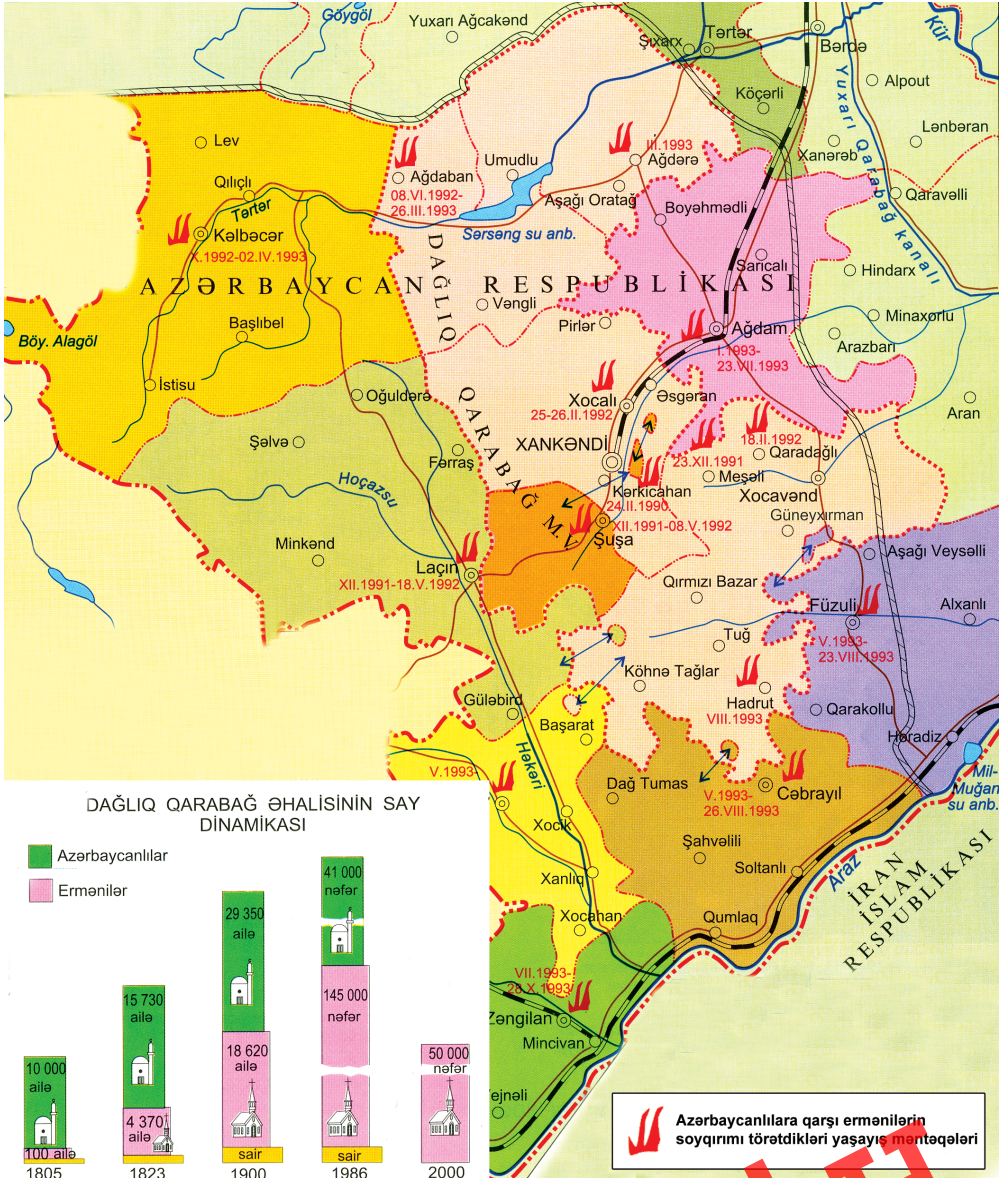 Göygöl
Yuxarı Ağcakənd
Şıxarx
Tərtər
Bərdə
Kür
Köçərli
Alpout
Yuxarı Qarabağ kanalı
Lev
Lənbəran
Xanərəb
Ağdaban
08.VI.1992-
26.III.1993
Umudlu
III.1993
Ağdərə
Aşağı Oratağ
Qılıçlı
Tərtər
Qaravəlli
Boyəhmədli
Kəlbəcər
X.1992-02.IV.1993
Sərsəng su anb.
Sarıcalı
Hindarx
AZƏRBAYCAN RESPUBLİKASI
DAĞLIQ QARABAĞ M.V.
Vəngli
Pirlər
Başlıbel
Böy. Alagöl
Ağdam
I.1993-
23.VII.1993
Minaxorlu
Arazbarı
İstisu
Oğuldərə
Xocalı
25-26.II.1992
Əsgəran
Aran
Şəlvə
Fərraş
XANKƏNDİ
18.II.1992
Qaradağlı
23.XII.1991
Meşəli
Xocavənd
Hoçazsu
Kərkicahan
24.II.1990
Güneyxırman
XII.1991-08.V.1992
Şuşa
Minkənd
Laçın
XII.1991-18.V.1992
Aşağı Veysəlli
Qırmızı Bazar
Füzuli
Alxanlı
V.1993-
23.VIII.1993
Tuğ
Köhnə Tağlar
Hadrut
VIII.1993
Güləbird
Başarat
Qarakollu
Horadiz
Həkəri
V.1993-
Mil-
Muğan
su anb.
Dağ Tumas
V.1993-
26.VIII.1993
Cəbrayıl
Xocik
Şahvəlili
Soltanlı
Araz
Xanlıq
İRAN
İSLAM
RESPUBLİKASI
Xocahan
Qumlaq
VII.1993-
28.X.1993
Zəngilan
Mincivan
DAĞLIQ QARABAĞ ƏHALİSİNİN SAY
DİNAMİKASI
Azərbaycanlılar
Ermənilər
10 000
ailə
100 ailə
1805
15 730
ailə
4 370
ailə
1823
29 350
ailə
18 620
ailə
sair
1900
41 000
nəfər
145 000
nəfər
sair
1986
50 000
nəfər
2000
Azərbaycanlılara qarşı ermənilərin
soyqırımı törətdikləri yaşayış məntəqələri